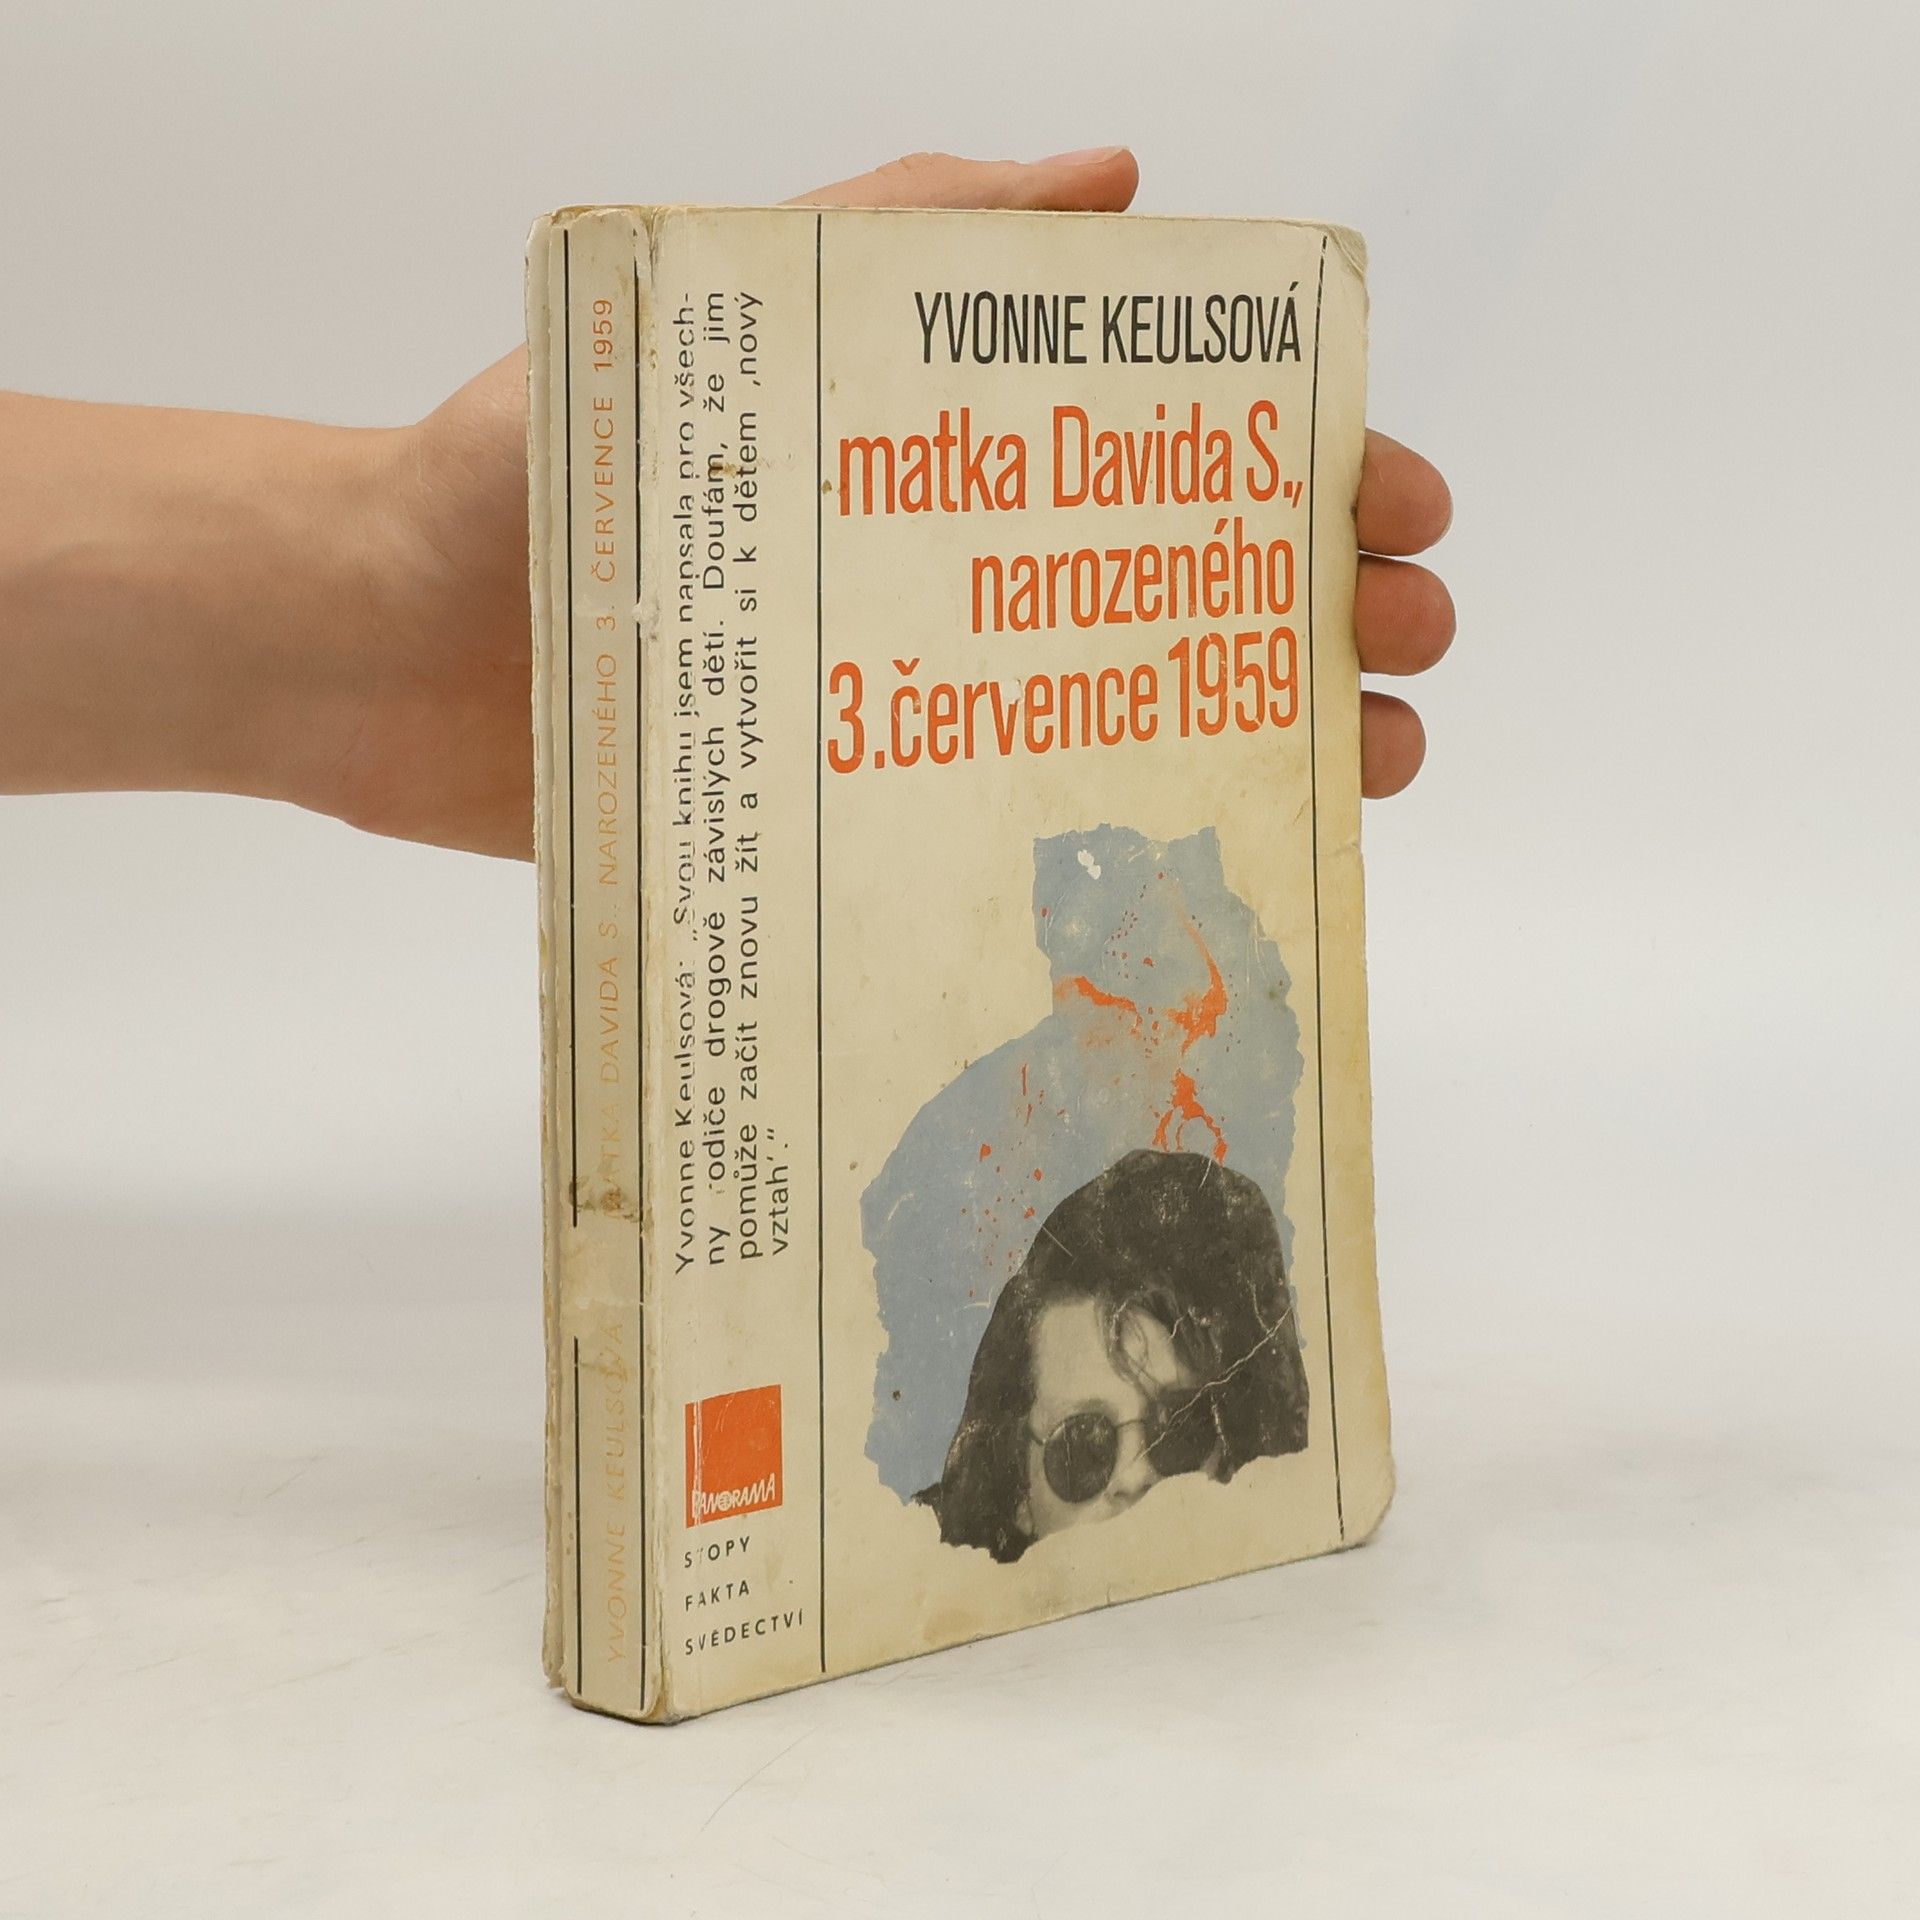 YVONNE KEULSOVÁ
matka Davida S.,
narozeného
3. července 1959
Yvonne Keulsová: „Svou knihu jsem napsala pro všech-
ny rodiče drogově závislých dětí. Doufám, že jim
pomůže začít znovu žít a vytvořit si k dětem ‚nový
vztah‘.“
PANORAMA
STOPY
FAKTA
SVĚDECTVÍ
YVONNE KEULSOVÁ MATKA DAVIDA S., NAROZENÉHO 3. ČERVENCE 1959